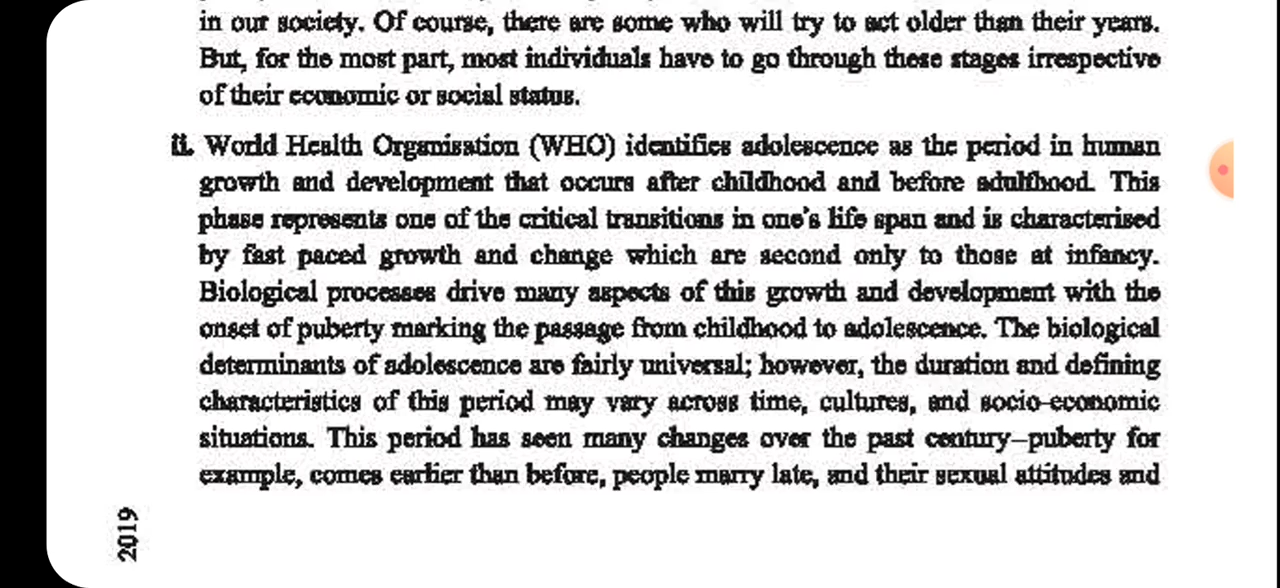 in our society. Of course, there are some who will try to act older than their years.
But, for the most part, most individuals have to go through these stages irrespective
of their economic or social status.
ii. World Health Organisation (WHO) identifies adolescence as the period in human
growth and development that occurs after childhood and before adulthood. This
phase represents one of the critical transitions in one's life span and is characterised
by fast paced growth and change which are second only to those at infancy.
Biological processes drive many aspects of this growth and development with the
onset of puberty marking the passage from childhood to adolescence. The biological
determinants of adolescence are fairly universal; however, the duration and defining
characteristics of this period may vary across time, cultures, and socio-economic
situations. This period has seen many changes over the past century–puberty for
example, comes earlier than before, people marry late, and their sexual attitudes and
2019